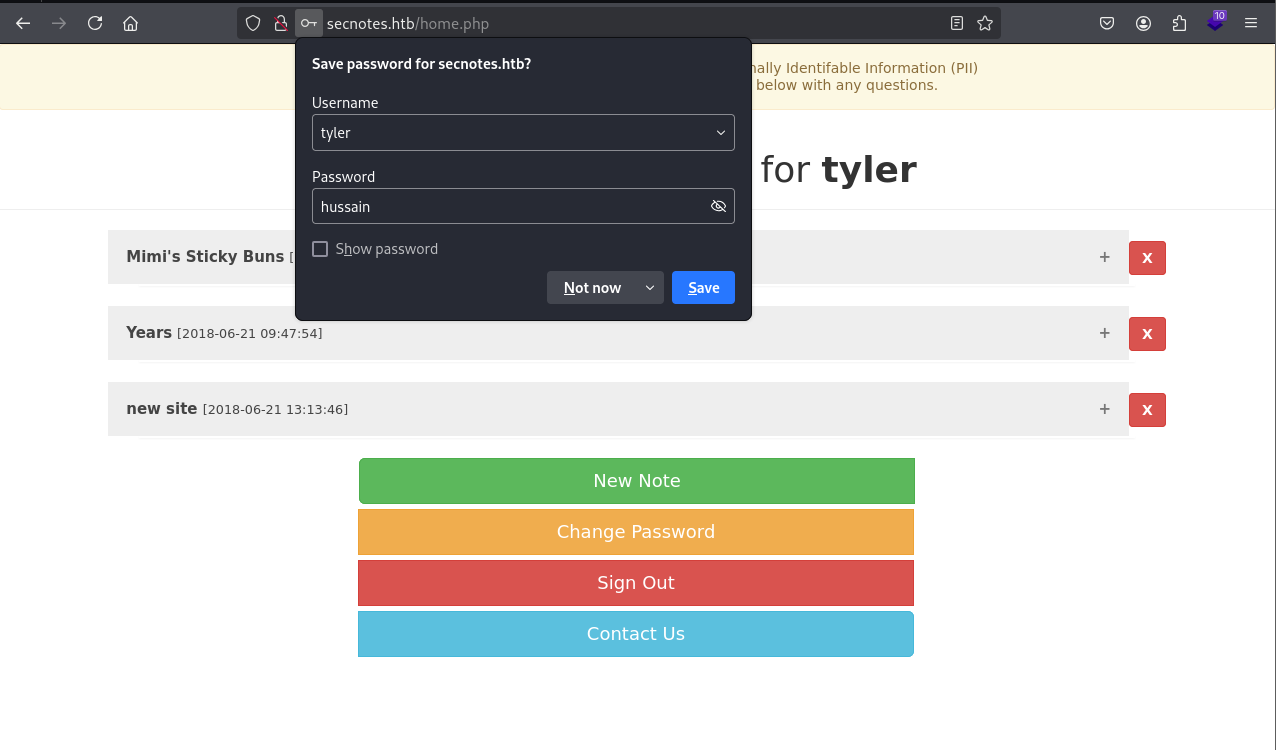 secnotes.htb/home.php
10
Save password for secnotes.htb?
Username
tyler
Password
hussain
Show password
Not now
Save
Identifable Information (PII)
below with any questions.
for tyler
Mimi's Sticky Buns [
+
X
Years [2018-06-21 09:47:54]
+
X
new site [2018-06-21 13:13:46]
+
X
New Note
Change Password
Sign Out
Contact Us